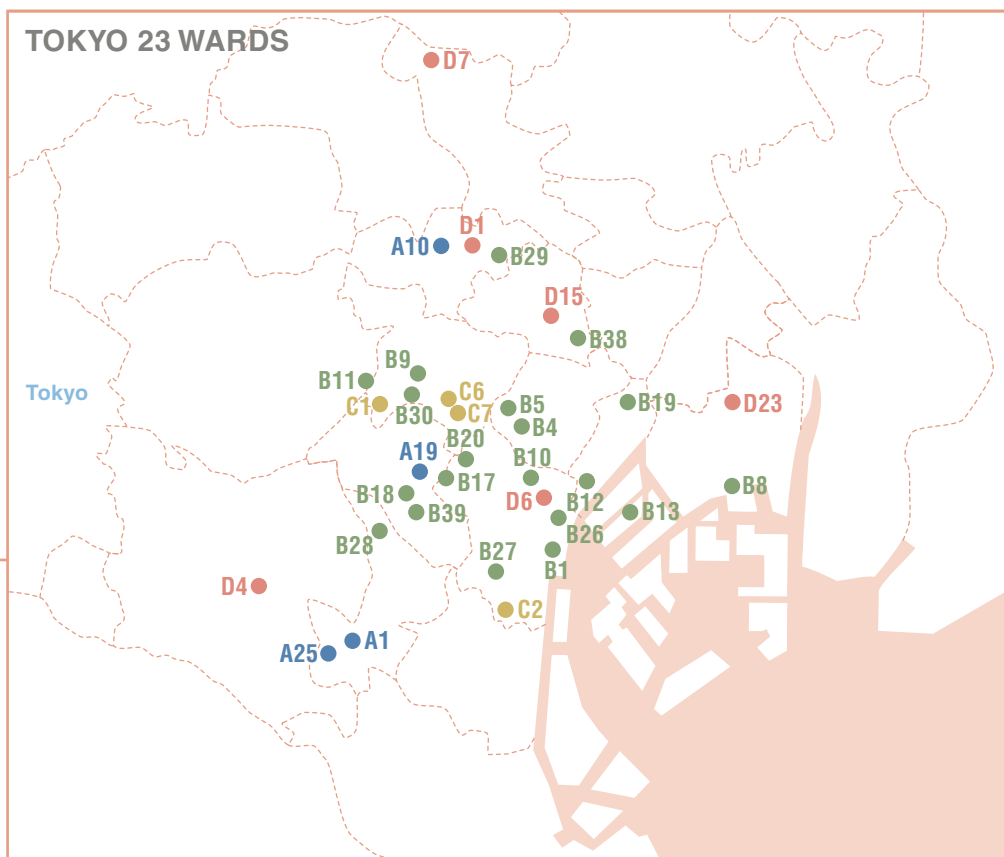 TOKYO 23 WARDS
D7
D1
A10
B29
D15
B38
B9
B11
C6
C1
B30
C7
B5
B19
D23
B4
B20
A19
B10
B17
B18
D6
B12
B8
B39
B13
B26
B28
B27
B1
D4
C2
A1
A25
Tokyo